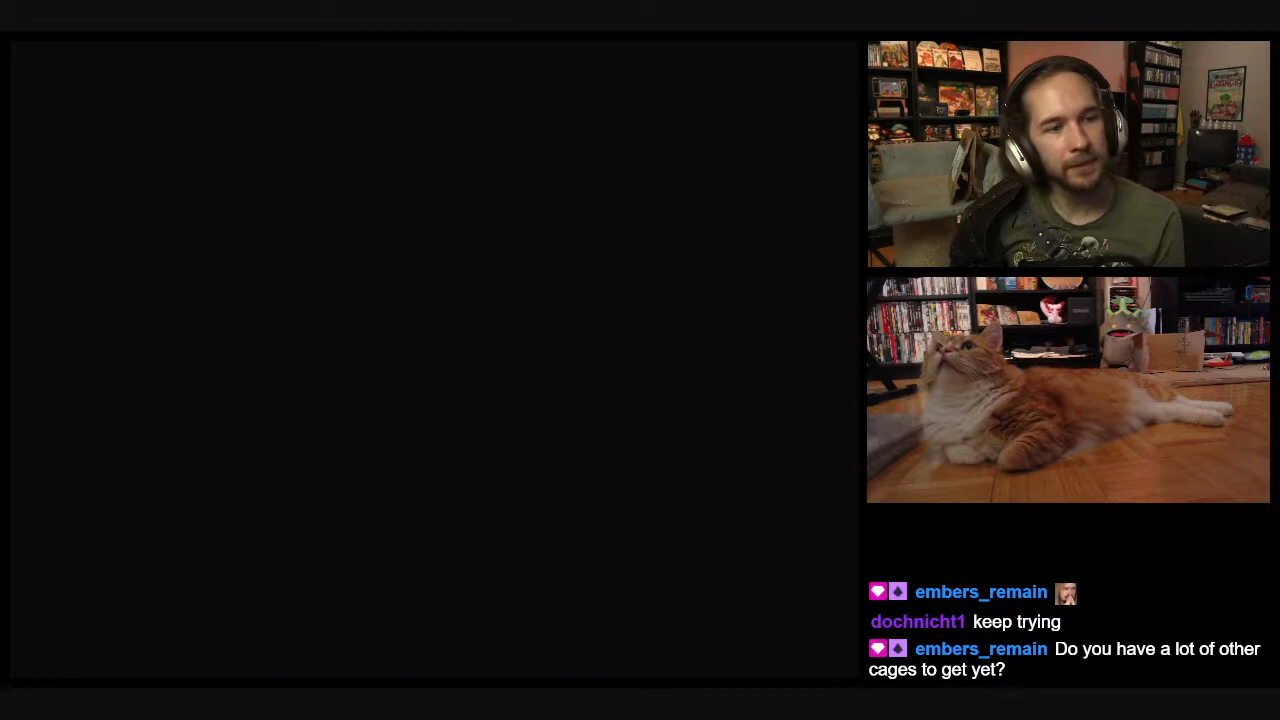 embers_remain
dochnicht1 keep trying
embers_remain Do you have a lot of other
cages to get yet?